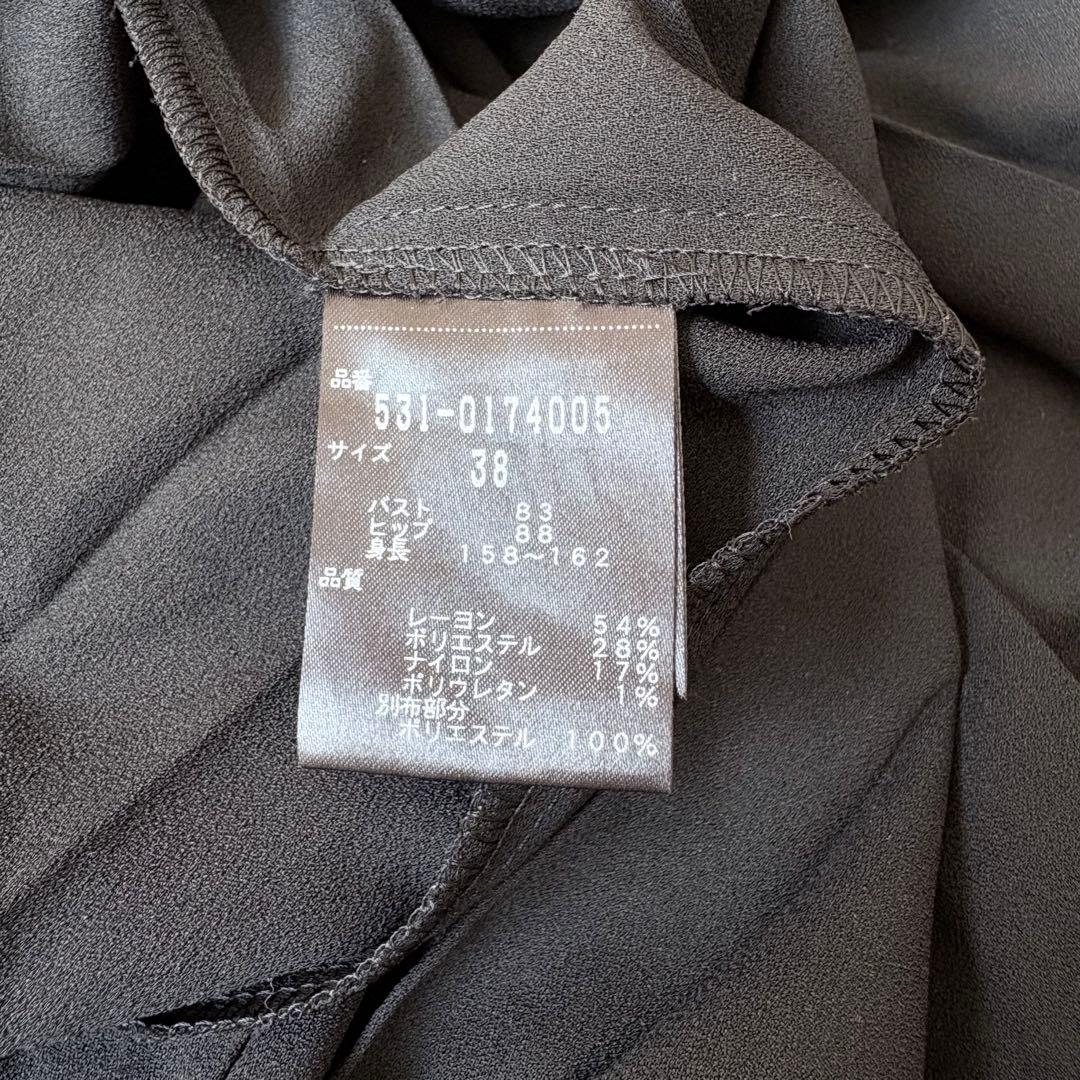 品番
531-0174005
サイズ 38
バスト 83
ヒップ 88
身長 158〜162
品質
レーヨン 54%
ポリエステル 28%
ナイロン 17%
ポリウレタン 1%
別布部分
ポリエステル 100%